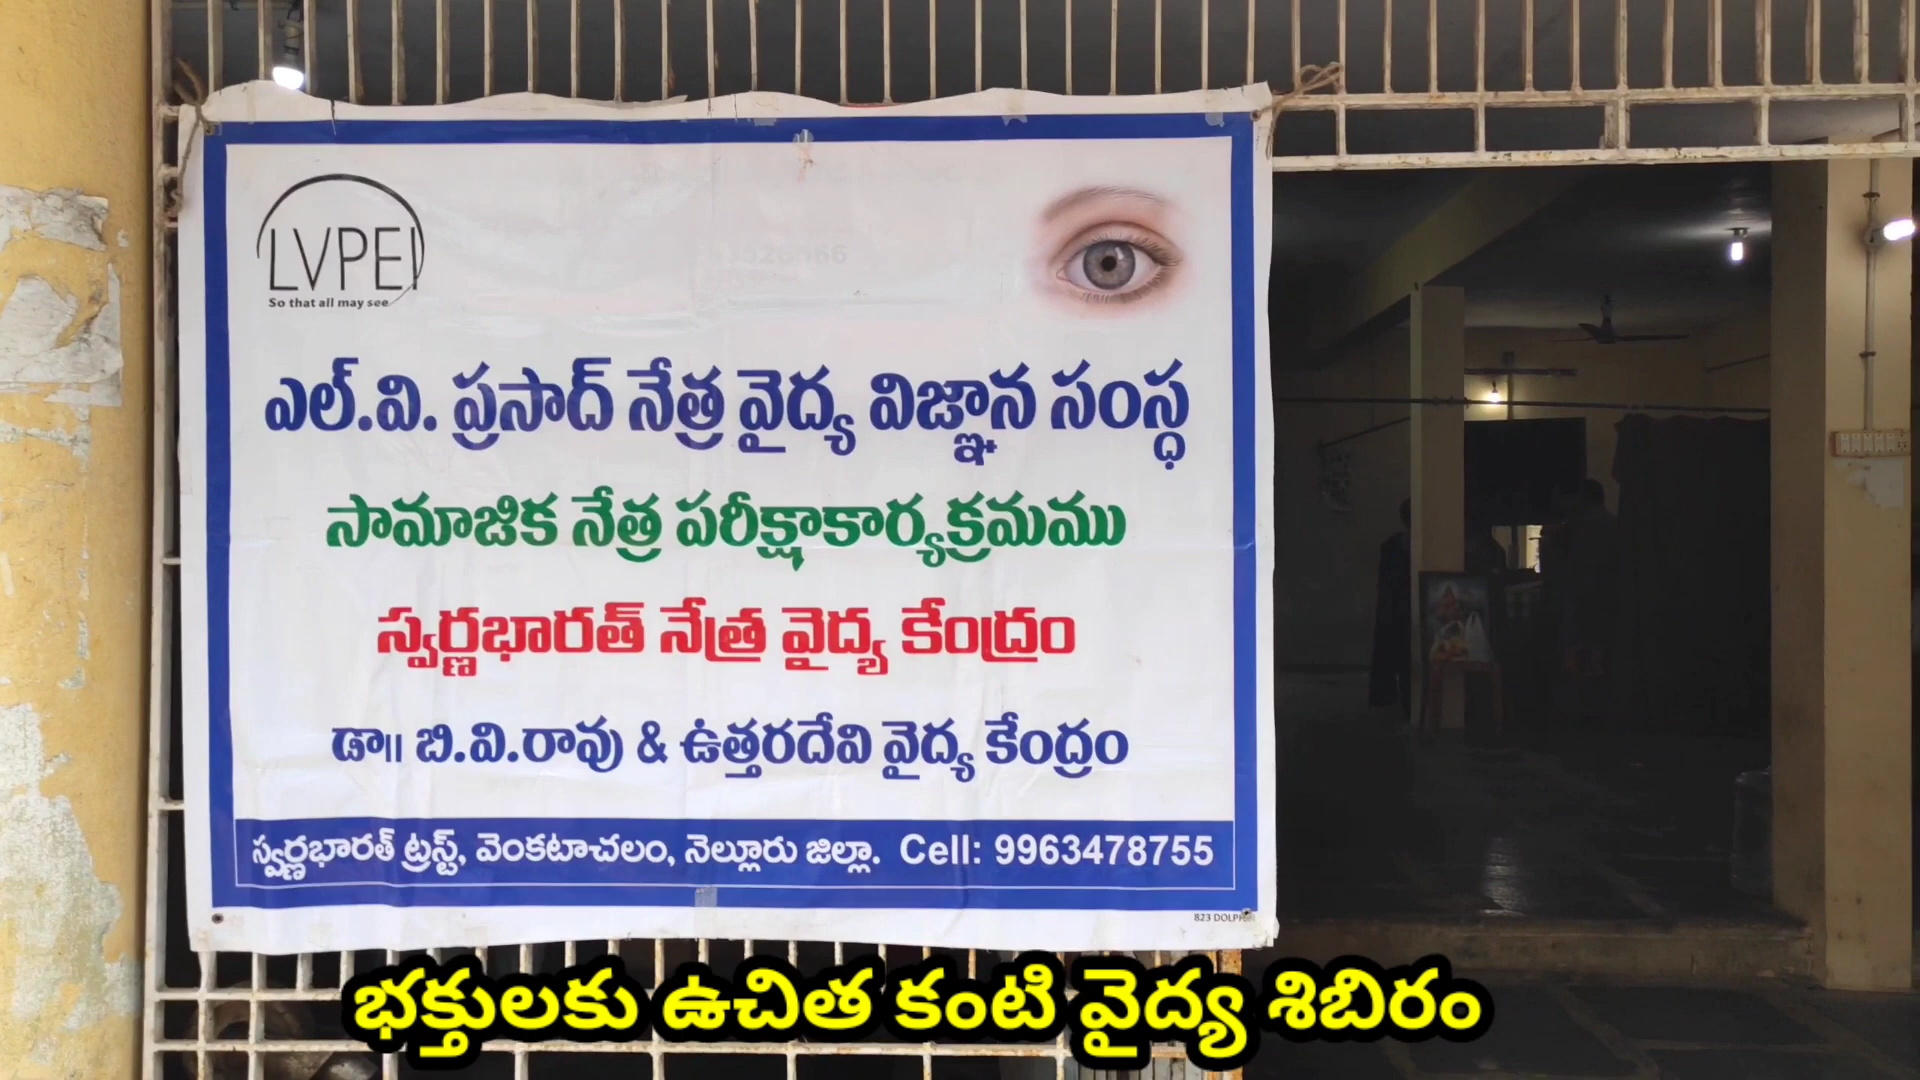 LVPEI
So that all may see
ఎల్.వి. ప్రసాద్ నేత్ర వైద్య విజ్ఞాన సంస్థ
సామాజిక నేత్ర పరీక్షాకార్యక్రమము
స్వర్ణభారత్ నేత్ర వైద్య కేంద్రం
డా॥ బి.వి.రావు & ఉత్తరదేవి వైద్య కేంద్రం
స్వర్ణభారత్ ట్రస్ట్, వెంకటాచలం, నెల్లూరు జిల్లా. Cell: 9963478755
823
భక్తులకు ఉచిత కంటి వైద్య శిబిరం